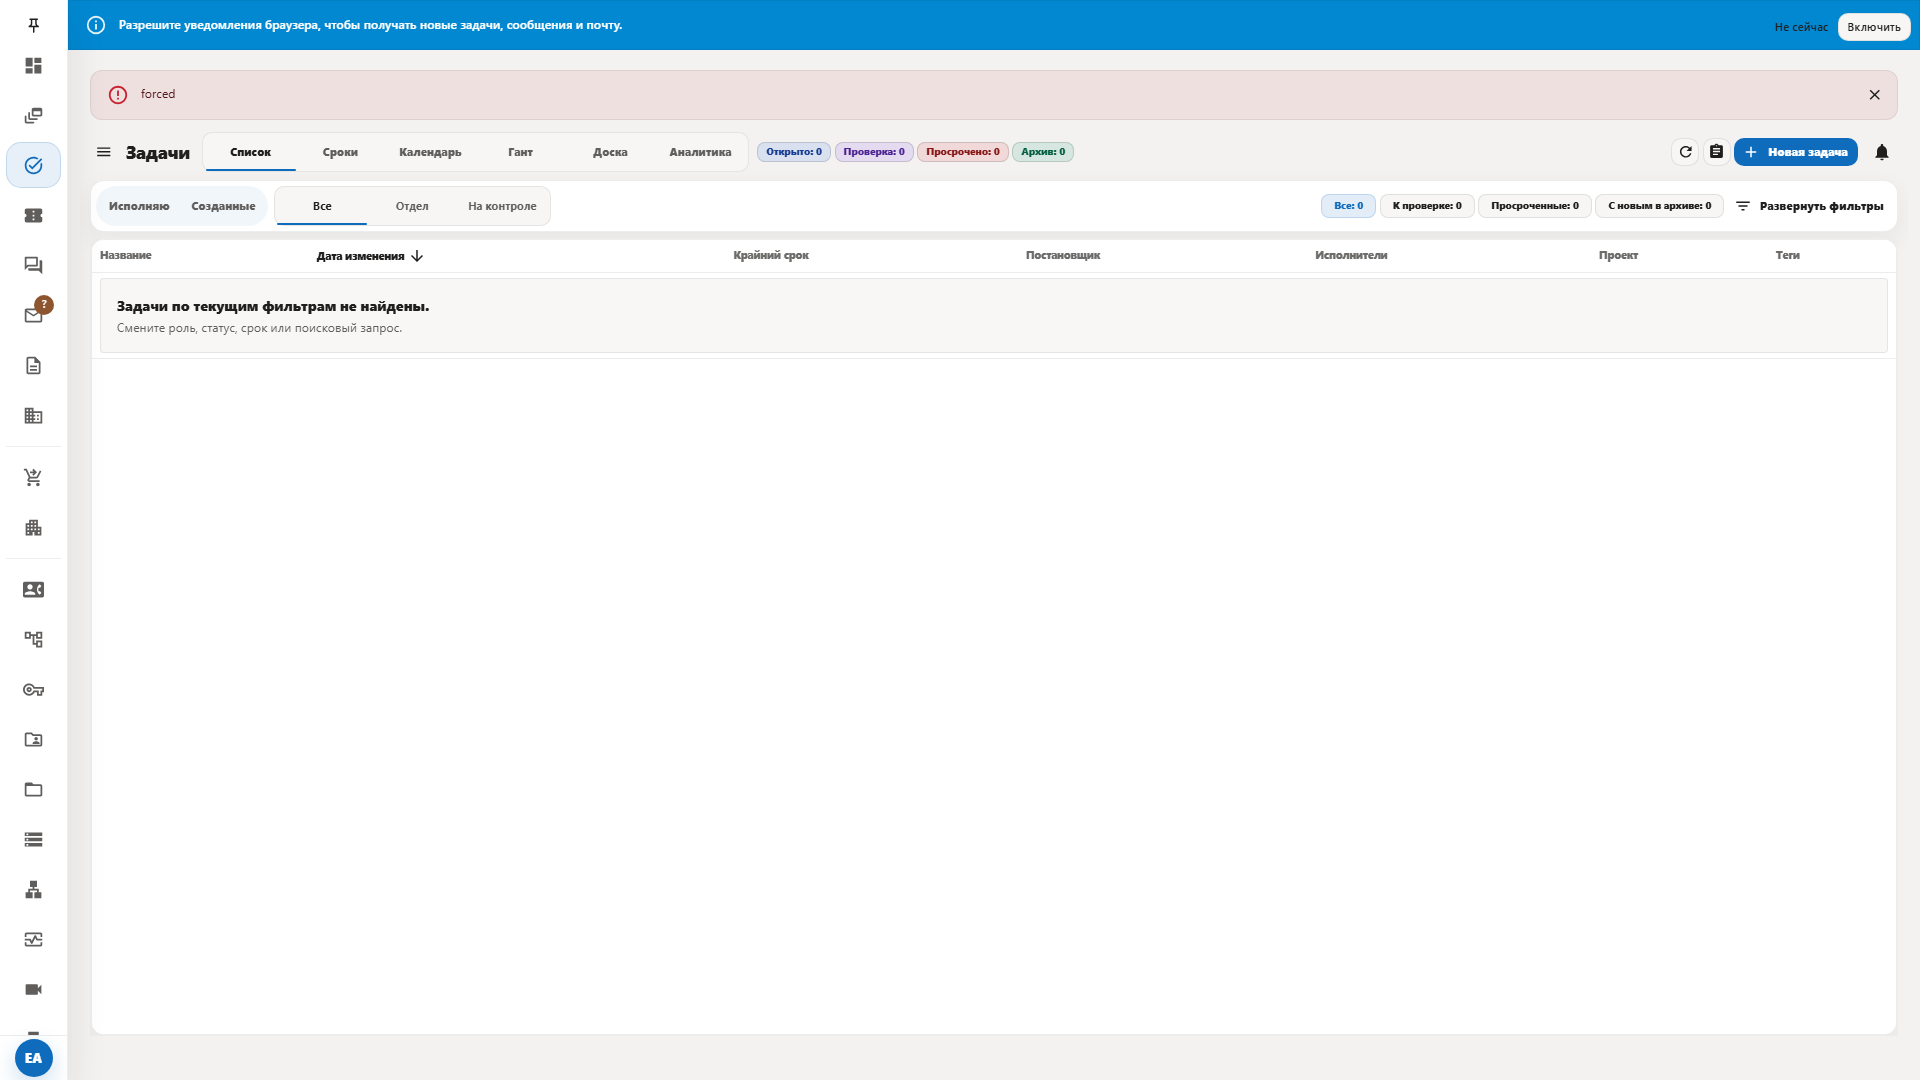 Разрешите уведомления браузера, чтобы получать новые задачи, сообщения и почту.
Не сейчас
Включить
forced
Задачи
Список
Сроки
Календарь
Гант
Доска
Аналитика
Открыто: 0
Проверка: 0
Просрочено: 0
Архив: 0
Новая задача
Исполняю
Созданные
Все
Отдел
На контроле
Все: 0
К проверке: 0
Просроченные: 0
С новым в архиве: 0
Развернуть фильтры
Название
Дата изменения
Крайний срок
Постановщик
Исполнители
Проект
Теги
Задачи по текущим фильтрам не найдены.
Смените роль, статус, срок или поисковый запрос.
?
EA